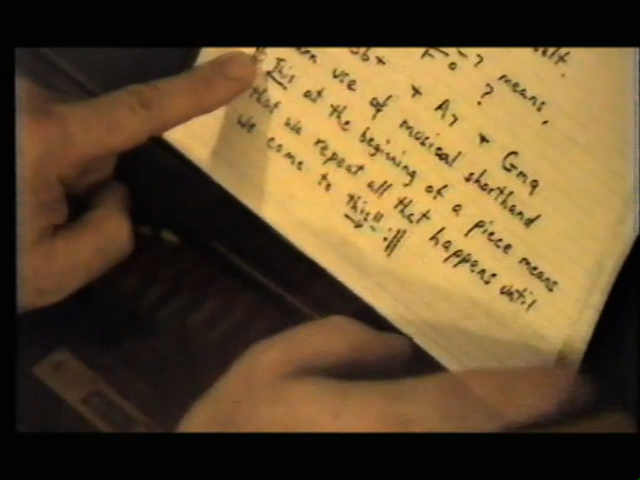 means,
?
+ A7 + Gm9
use of musical shorthand
This at the beginning of a piece means
that we repeat all that happens until
we come to this!! :||